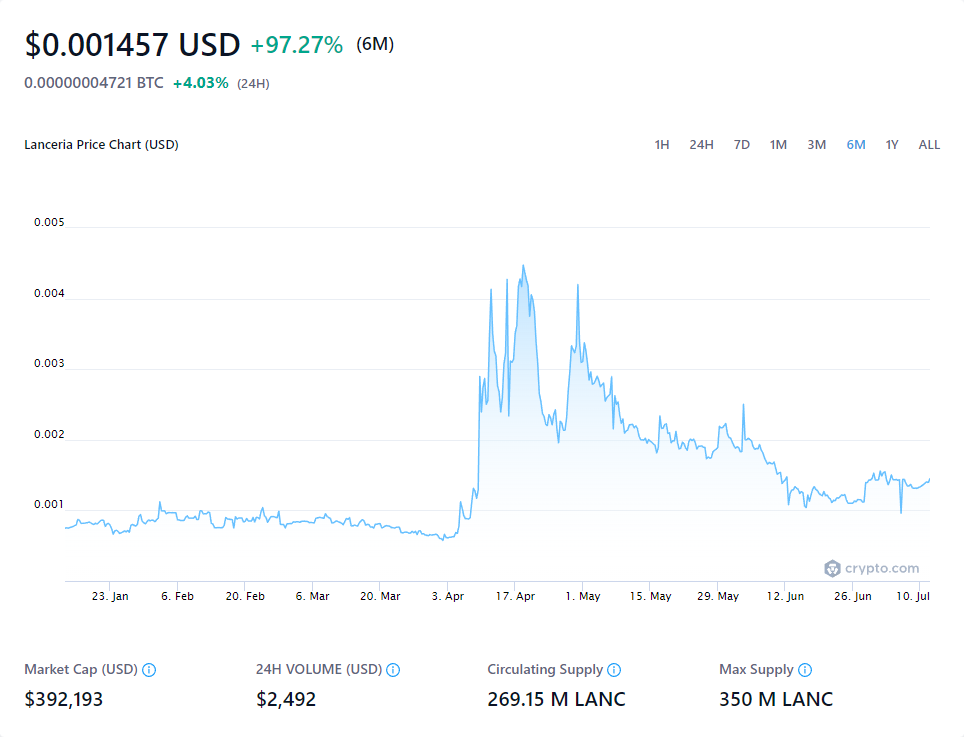 $0.001457 USD +97.27% (6M)
0.00000004721 BTC +4.03% (24H)
Lanceria Price Chart (USD) 1H 24H 7D 1M 3M 6M 1Y ALL
0.005
0.004
0.003
0.002
0.001
crypto.com
23. Jan 6. Feb 20. Feb 6. Mar 20. Mar 3. Apr 17. Apr 1. May 15. May 29. May 12. Jun 26. Jun 10. Jul
Market Cap (USD) 24H VOLUME (USD) Circulating Supply Max Supply
$392,193 $2,492 269.15 M LANC 350 M LANC